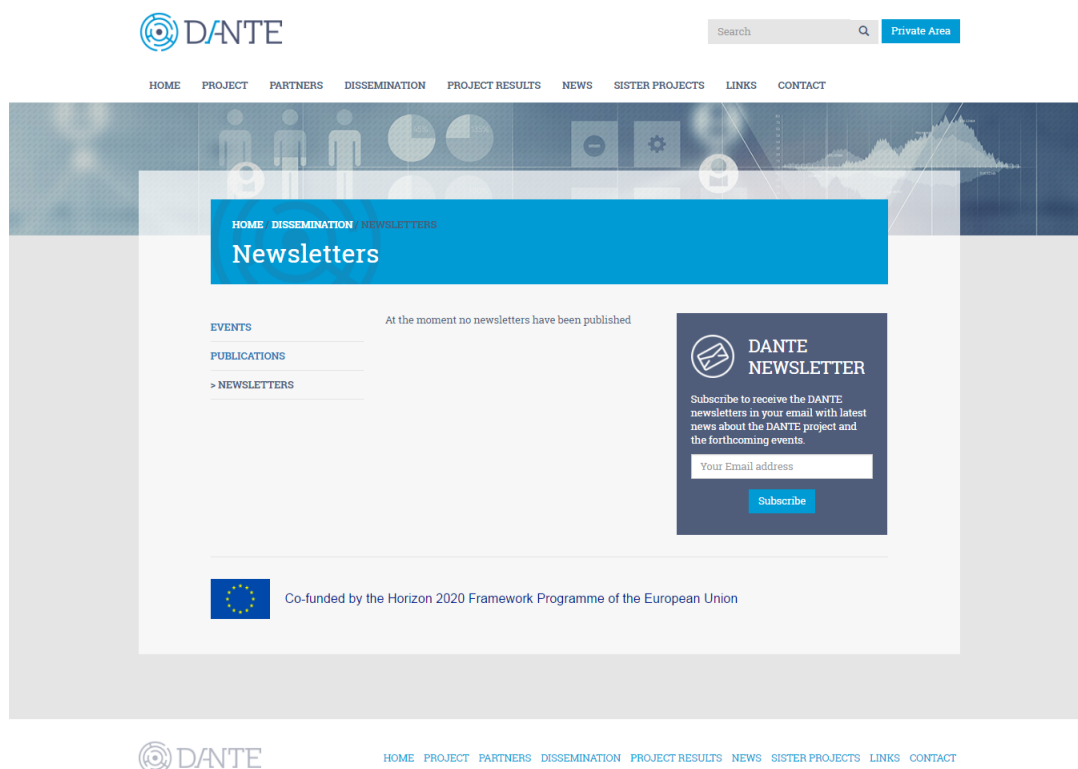 DANTE
Search
Private Area
HOME PROJECT PARTNERS DISSEMINATION PROJECT RESULTS NEWS SISTER PROJECTS LINKS CONTACT
HOME / DISSEMINATION / NEWSLETTERS
Newsletters
EVENTS
PUBLICATIONS
> NEWSLETTERS
At the moment no newsletters have been published
DANTE
NEWSLETTER
Subscribe to receive the DANTE
newsletters in your email with latest
news about the DANTE project and
the forthcoming events.
Your Email address
Subscribe
Co-funded by the Horizon 2020 Framework Programme of the European Union
DANTE
HOME PROJECT PARTNERS DISSEMINATION PROJECT RESULTS NEWS SISTER PROJECTS LINKS CONTACT